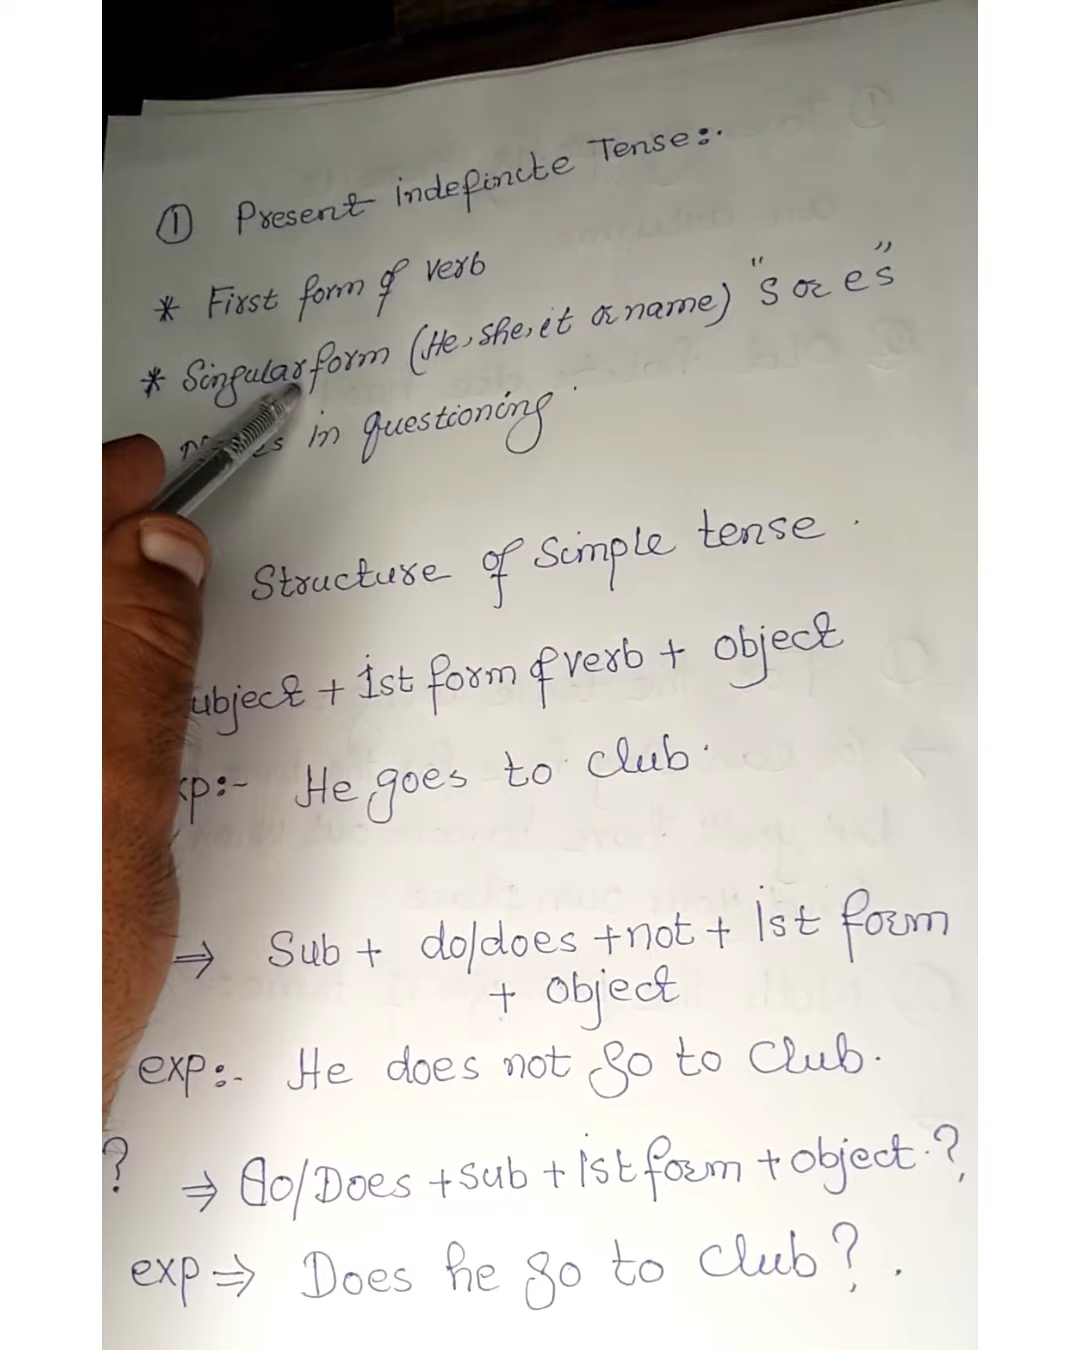 ① Present indefincte Tense:-
* First form of verb
* Singular form (He, she, it or name) "s or es"
in questioning
Structure of Simple tense.
ubject + 1st form of verb + object
xp:- He goes to club.
⇒ Sub + do/does + not + 1st form
+ object
exp:- He does not go to club.
? ⇒ Do/Does + sub + 1st form + object.?
exp ⇒ Does he go to club?.